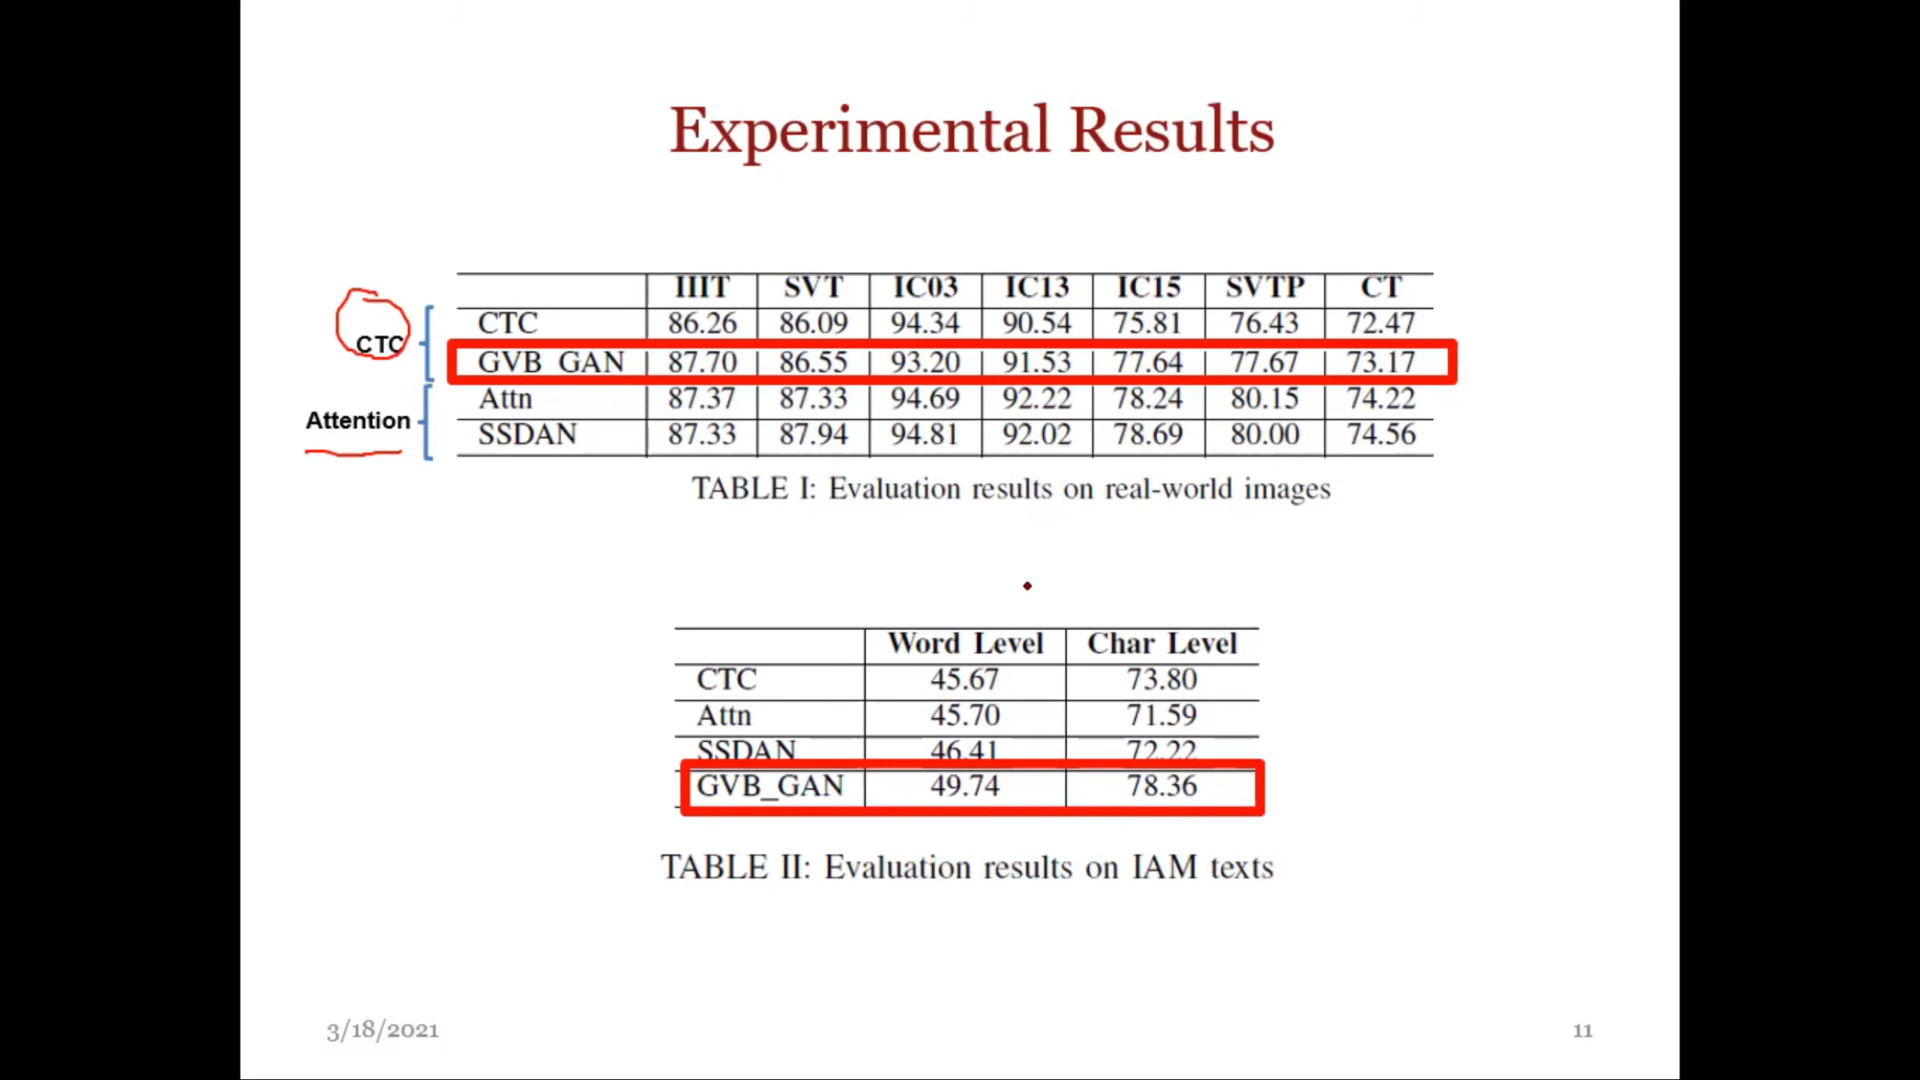 Experimental Results
IIIT SVT IC03 IC13 IC15 SVTP CT
CTC 86.26 86.09 94.34 90.54 75.81 76.43 72.47
CTC
GVB GAN 87.70 86.55 93.20 91.53 77.64 77.67 73.17
Attn 87.37 87.33 94.69 92.22 78.24 80.15 74.22
Attention
SSDAN 87.33 87.94 94.81 92.02 78.69 80.00 74.56
TABLE I: Evaluation results on real-world images
Word Level Char Level
CTC 45.67 73.80
Attn 45.70 71.59
SSDAN 46.41 72.22
GVB_GAN 49.74 78.36
TABLE II: Evaluation results on IAM texts
3/18/2021 11